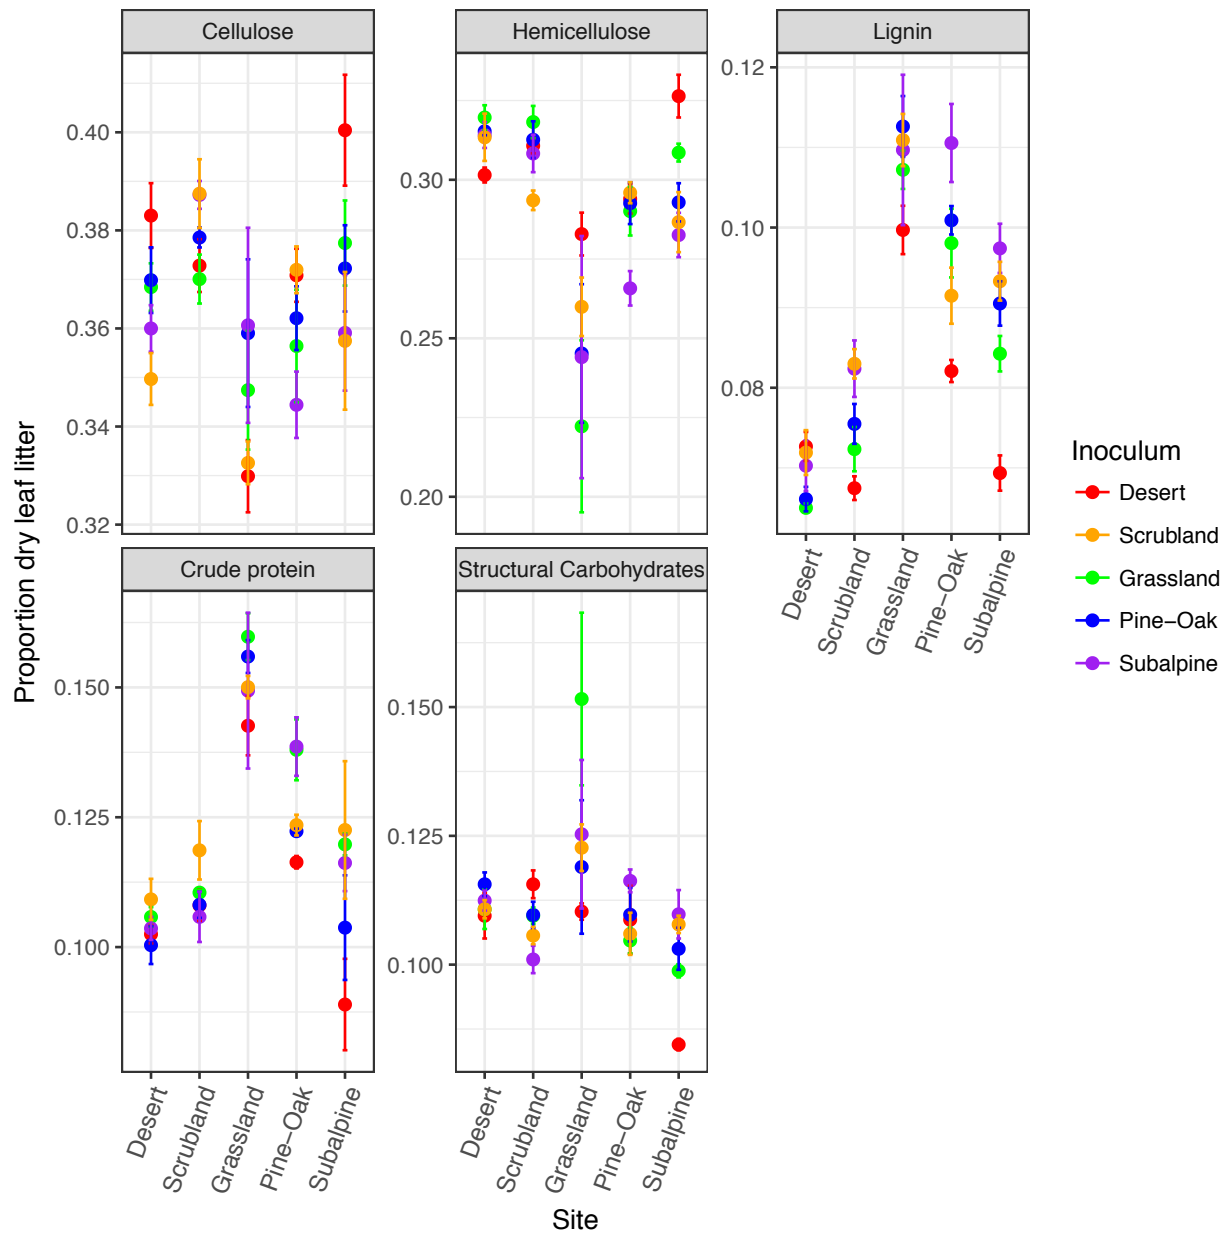 Cellulose
Hemicellulose
Lignin
0.40
0.38
0.36
0.34
0.32
0.30
0.25
0.20
0.12
0.10
0.08
Desert
Scrubland
Grassland
Pine−Oak
Subalpine
Crude protein
Structural Carbohydrates
0.150
0.125
0.100
0.150
0.125
0.100
Desert
Scrubland
Grassland
Pine−Oak
Subalpine
Desert
Scrubland
Grassland
Pine−Oak
Subalpine
Proportion dry leaf litter
Site
Inoculum
Desert
Scrubland
Grassland
Pine−Oak
Subalpine